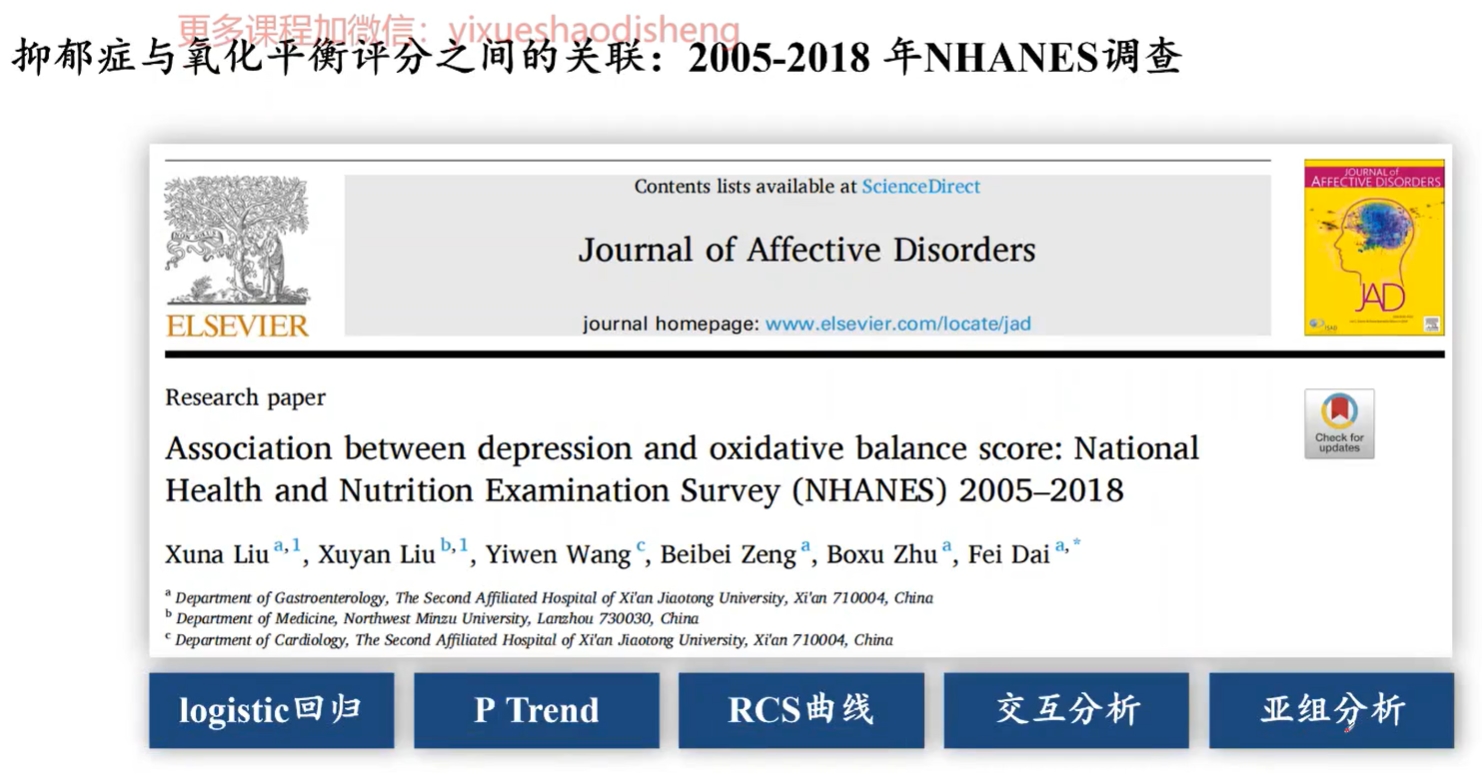 更多课程加微信：yixueshaodisheng
抑郁症与氧化平衡评分之间的关联：2005-2018 年NHANES调查
Contents lists available at ScienceDirect
Journal of Affective Disorders
journal homepage: www.elsevier.com/locate/jad
ELSEVIER
JOURNAL of
AFFECTIVE DISORDERS
JAD
Research paper
Check for
updates
Association between depression and oxidative balance score: National
Health and Nutrition Examination Survey (NHANES) 2005–2018
Xuna Liu a,1, Xuyan Liu b,1, Yiwen Wang c, Beibei Zeng a, Boxu Zhu a, Fei Dai a,*
a Department of Gastroenterology, The Second Affiliated Hospital of Xi'an Jiaotong University, Xi'an 710004, China
b Department of Medicine, Northwest Minzu University, Lanzhou 730030, China
c Department of Cardiology, The Second Affiliated Hospital of Xi'an Jiaotong University, Xi'an 710004, China
logistic回归
P Trend
RCS曲线
交互分析
亚组分析